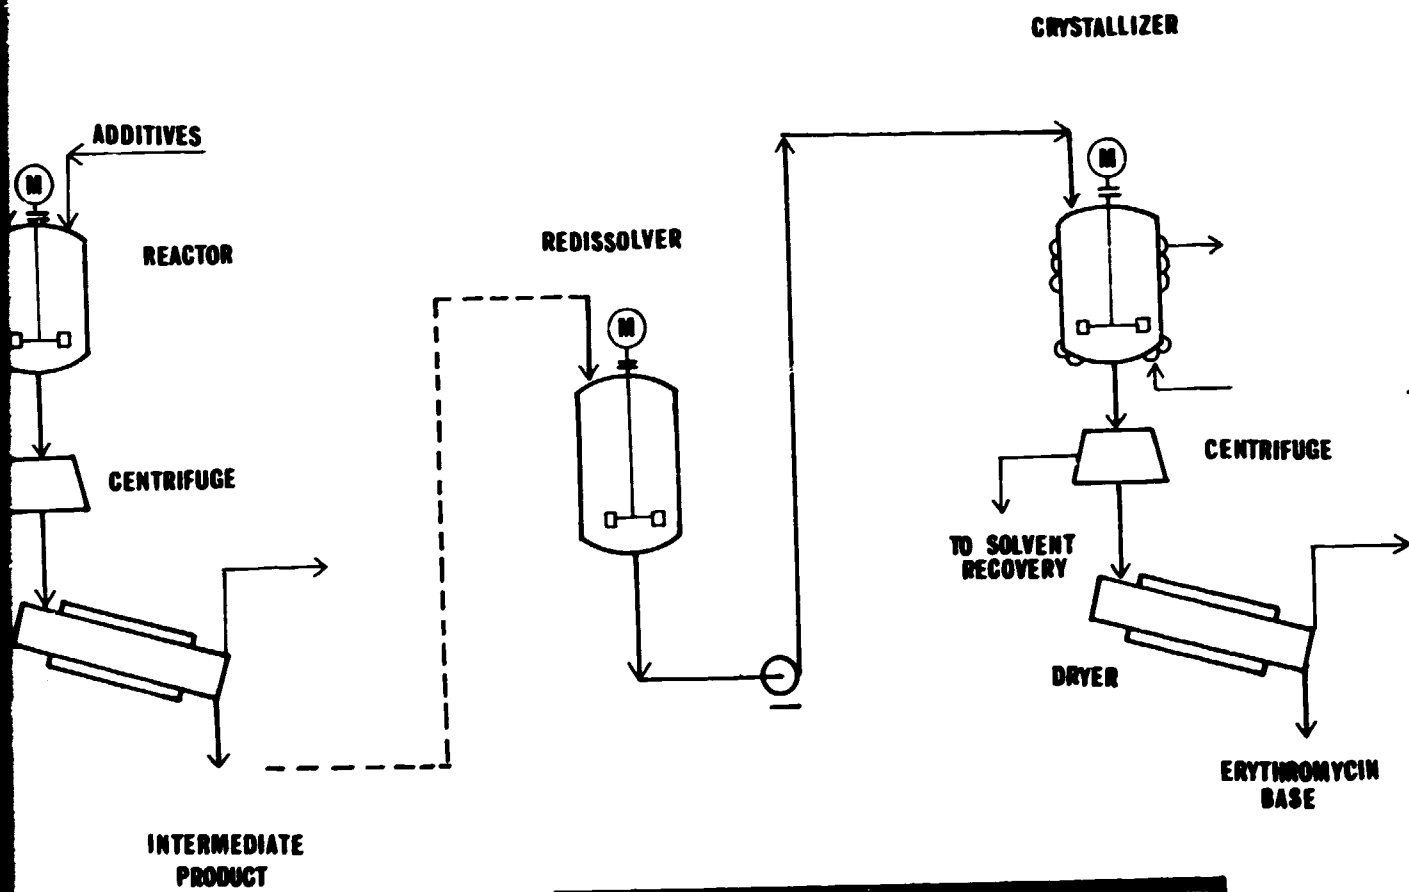 CRYSTALLIZER
ADDITIVES
M
M
REACTOR
REDISSOLVER
M
CENTRIFUGE
CENTRIFUGE
TO SOLVENT
RECOVERY
DRYER
ERYTHROMYCIN
BASE
INTERMEDIATE
PRODUCT